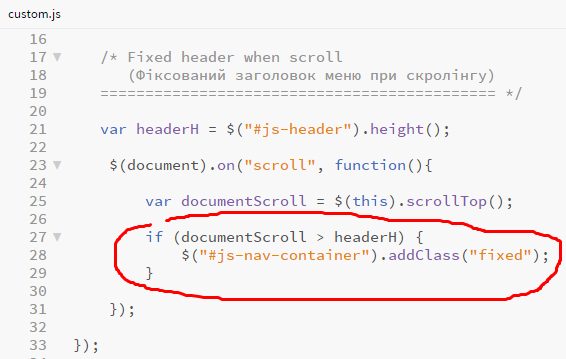 custom.js
16
17 /* Fixed header when scroll
18 (Фіксований заголовок меню при скролінгу)
19 ============================================ */
20
21 var headerH = $("#js-header").height();
22
23 $(document).on("scroll", function(){
24
25 var documentScroll = $(this).scrollTop();
26
27 if (documentScroll > headerH) {
28 $("#js-nav-container").addClass("fixed");
29 }
30
31 });
32
33 });